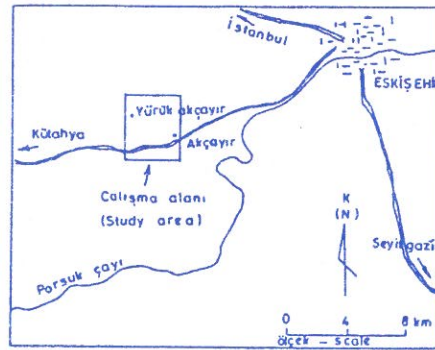 İstanbul
ESKİŞEHİ
Yürük akçayır
Kütahya
Akçayır
Çalışma alanı
(Study area)
K
(N)
Seyitgazi
Porsuk çayı
0 4 8 km
ölçek - scale